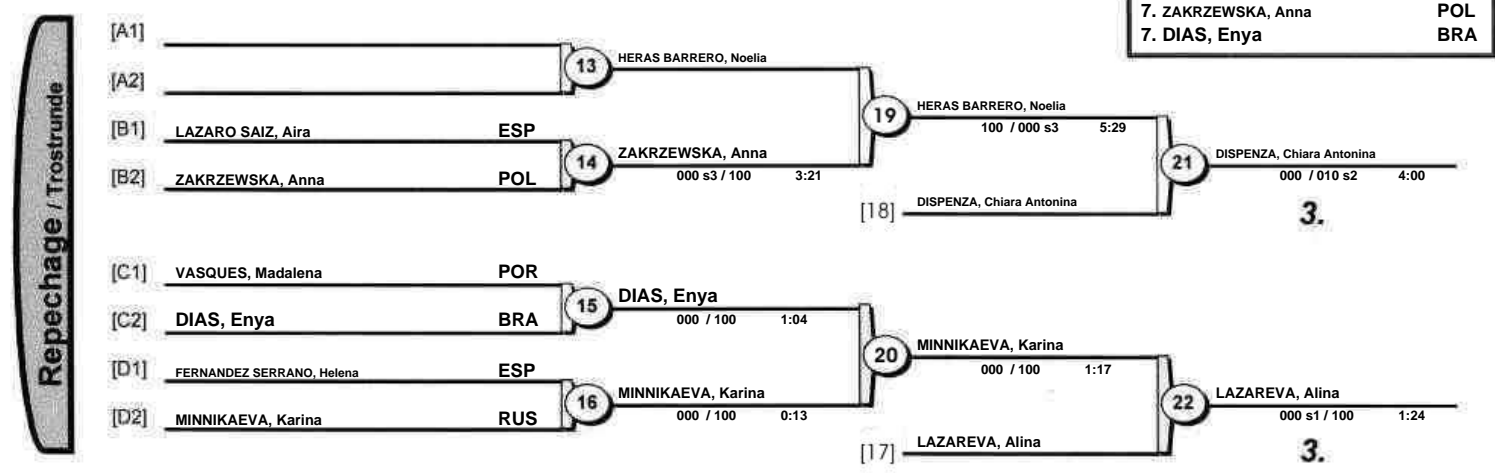 7. ZAKRZEWSKA, Anna POL
7. DIAS, Enya BRA
Repechage / Trostrunde
[A1]
[A2]
13
HERAS BARRERO, Noelia
[B1] LAZARO SAIZ, Aira ESP
[B2] ZAKRZEWSKA, Anna POL
14
ZAKRZEWSKA, Anna
000 s3 / 100 3:21
19
HERAS BARRERO, Noelia
100 / 000 s3 5:29
[18] DISPENZA, Chiara Antonina
21
DISPENZA, Chiara Antonina
000 / 010 s2 4:00
3.
[C1] VASQUES, Madalena POR
[C2] DIAS, Enya BRA
15
DIAS, Enya
000 / 100 1:04
[D1] FERNANDEZ SERRANO, Helena ESP
[D2] MINNIKAEVA, Karina RUS
16
MINNIKAEVA, Karina
000 / 100 0:13
20
MINNIKAEVA, Karina
000 / 100 1:17
[17] LAZAREVA, Alina
22
LAZAREVA, Alina
000 s1 / 100 1:24
3.